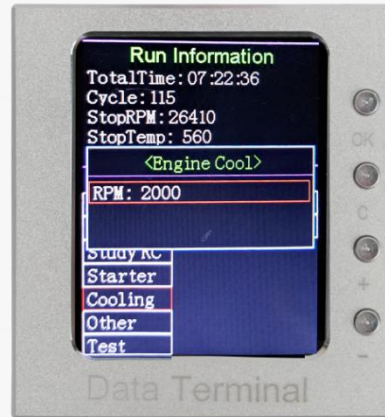 Run Information
TotalTime:07:22:36
Cycle:115
StopRPM:26410
StopTemp: 560
<Engine Cool>
RPM: 2000
Study RC
Starter
Cooling
Other
Test
OK
C
+
-
Data Terminal